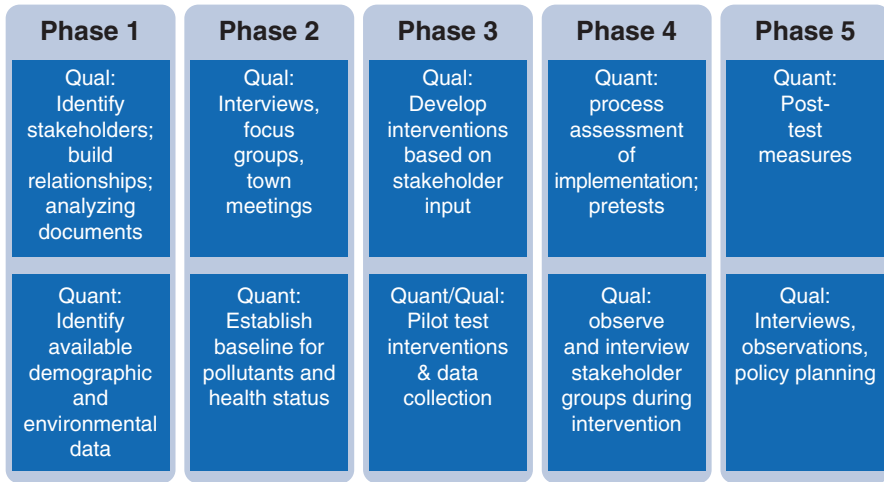 Phase 1
Qual:
Identify
stakeholders;
build
relationships;
analyzing
documents
Quant:
Identify
available
demographic
and
environmental
data
Phase 2
Qual:
Interviews,
focus
groups,
town
meetings
Quant:
Establish
baseline for
pollutants and
health status
Phase 3
Qual:
Develop
interventions
based on
stakeholder
input
Quant/Qual:
Pilot test
interventions
& data
collection
Phase 4
Quant:
process
assessment
of
implementation;
pretests
Qual:
observe
and interview
stakeholder
groups during
intervention
Phase 5
Quant:
Post-
test
measures
Qual:
Interviews,
observations,
policy planning